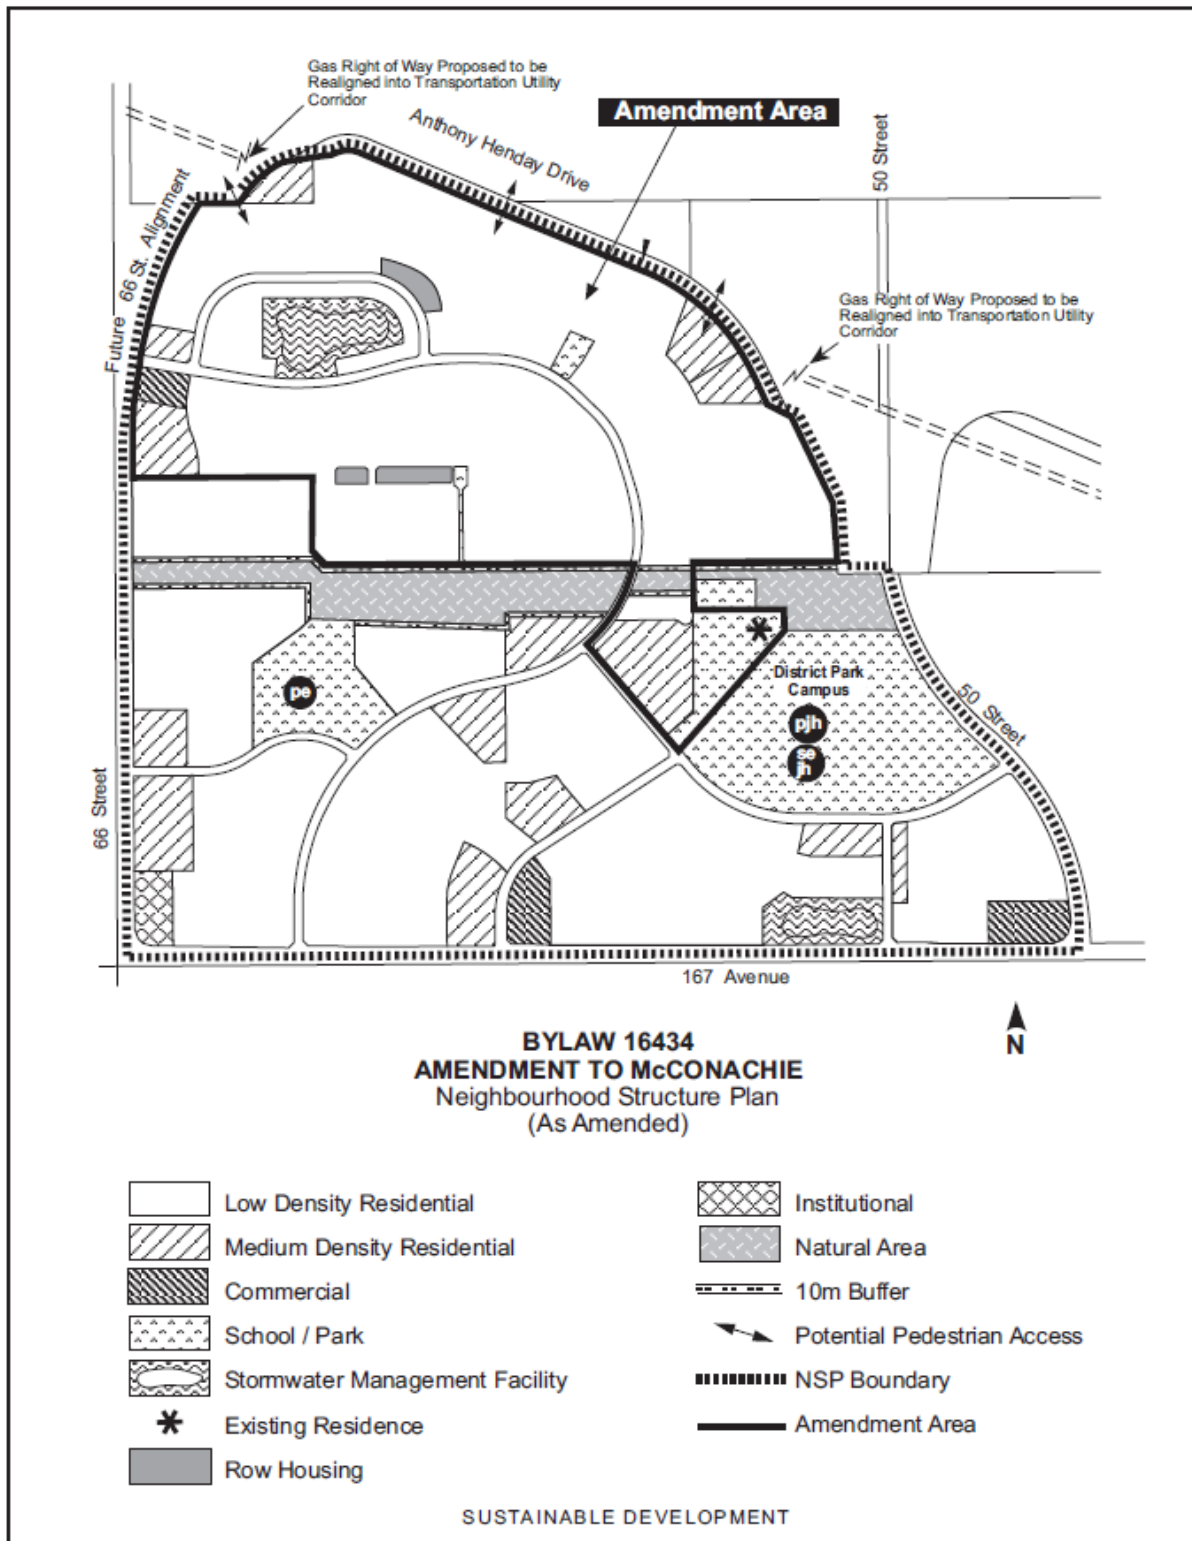 Gas Right of Way Proposed to be
Realigned into Transportation Utility
Corridor
Amendment Area
Anthony Henday Drive
50 Street
Future 66 St. Alignment
Gas Right of Way Proposed to be
Realigned into Transportation Utility
Corridor
District Park
Campus
pe
pjh
se
jh
50 Street
66 Street
167 Avenue
BYLAW 16434
AMENDMENT TO McCONACHIE
Neighbourhood Structure Plan
(As Amended)
N
Low Density Residential
Medium Density Residential
Commercial
School / Park
Stormwater Management Facility
Existing Residence
Row Housing
Institutional
Natural Area
10m Buffer
Potential Pedestrian Access
NSP Boundary
Amendment Area
SUSTAINABLE DEVELOPMENT